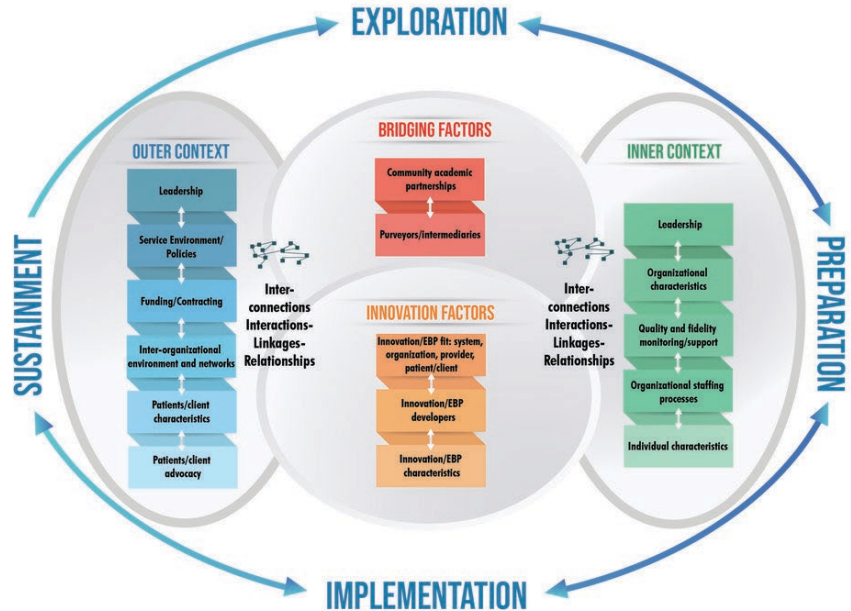 EXPLORATION
BRIDGING FACTORS
OUTER CONTEXT
INNER CONTEXT
Community academic
partnerships
Leadership
Purveyors/intermediaries
Leadership
Service Environment/
Policies
Organizational
characteristics
Inter-
connections
Interactions-
Linkages-
Relationships
Inter-
connections
Interactions-
Linkages-
Relationships
SUSTAINMENT
PREPARATION
Funding/Contracting
INNOVATION FACTORS
Quality and fidelity
monitoring/support
Innovation/EBP fit: system,
organization, provider,
patient/client
Inter-organizational
environment and networks
Organizational staffing
processes
Patients/client
characteristics
Innovation/EBP
developers
Individual characteristics
Patients/client
advocacy
Innovation/EBP
characteristics
IMPLEMENTATION